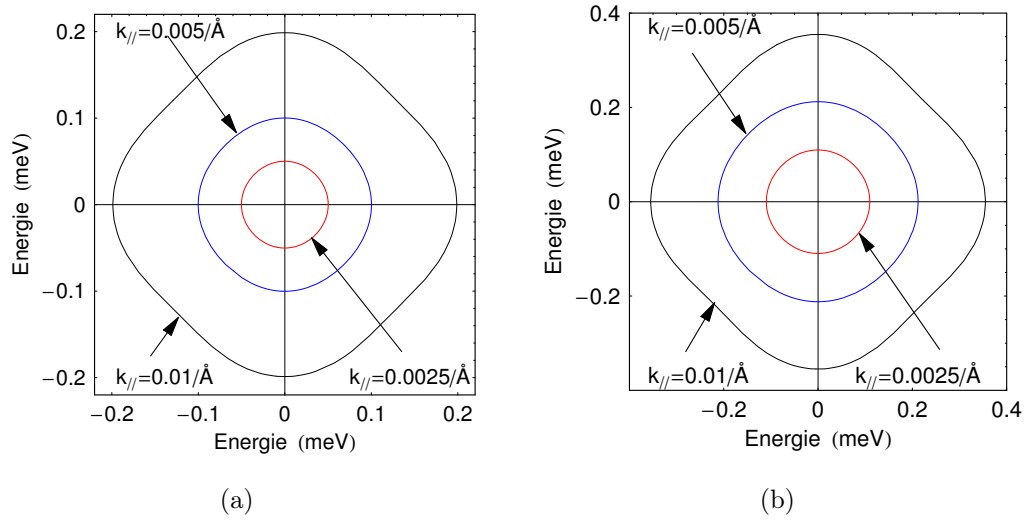 k//=0.005/Å
0.2
0.1
0
−0.1
−0.2
Energie (meV)
k//=0.01/Å
k//=0.0025/Å
−0.2
−0.1
0
0.1
0.2
Energie (meV)
(a)
k//=0.005/Å
0.4
0.2
0
−0.2
Energie (meV)
k//=0.01/Å
k//=0.0025/Å
−0.2
0
0.2
0.4
Energie (meV)
(b)